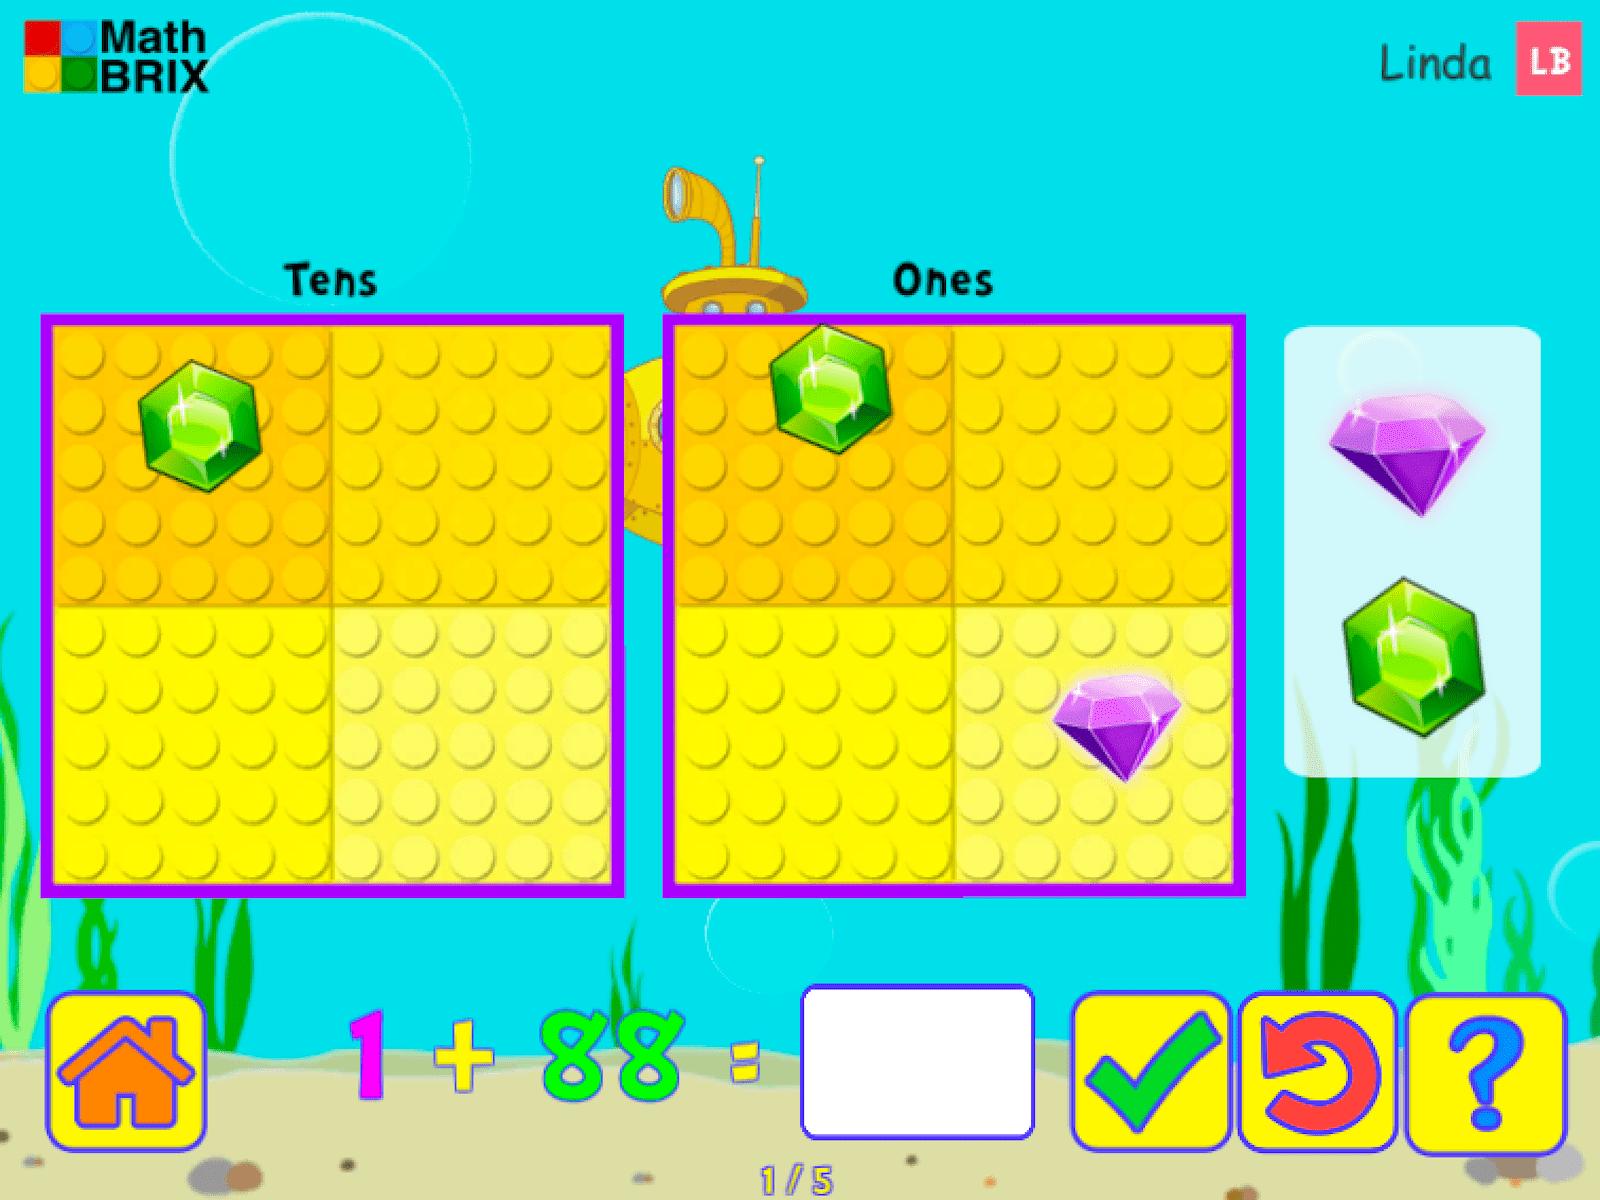 Math
BRIX
Linda LB
Tens Ones
1 + 88 =
1 / 5